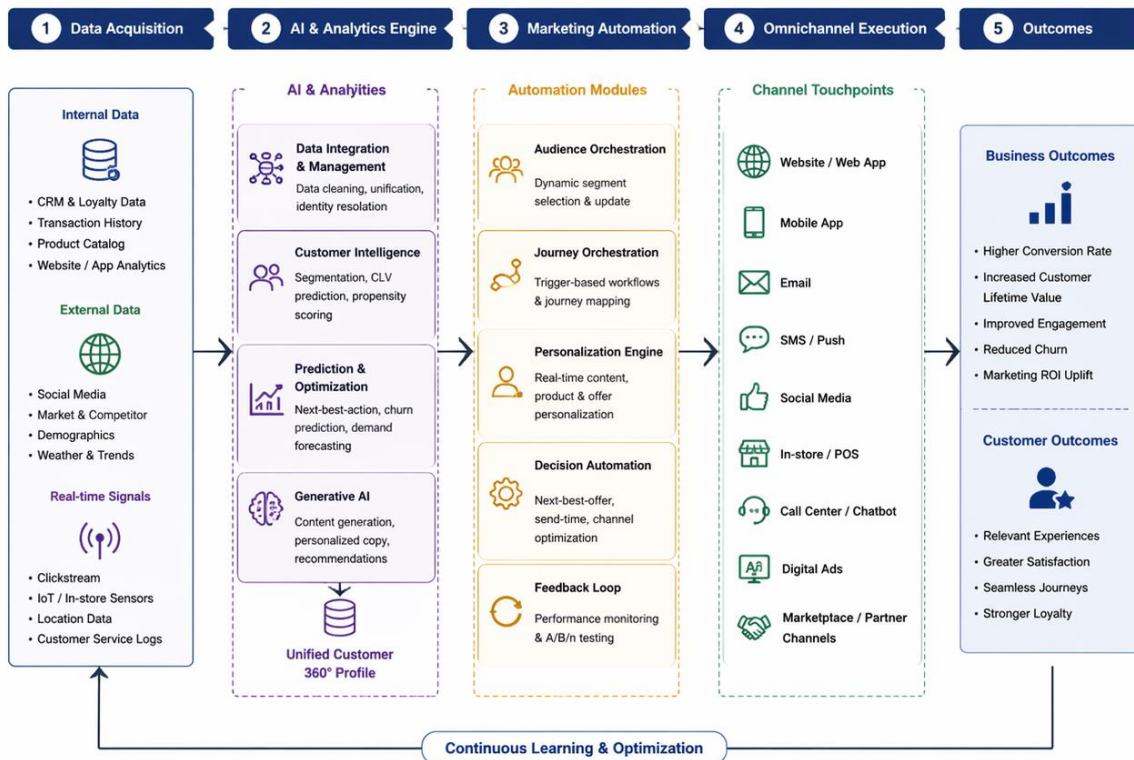 1 Data Acquisition
2 AI & Analytics Engine
3 Marketing Automation
4 Omnichannel Execution
5 Outcomes
Internal Data
• CRM & Loyalty Data
• Transaction History
• Product Catalog
• Website / App Analytics
External Data
• Social Media
• Market & Competitor
• Demographics
• Weather & Trends
Real-time Signals
• Clickstream
• IoT / In-store Sensors
• Location Data
• Customer Service Logs
AI & Analyities
Data Integration
& Management
Data cleaning, unification,
identity resolation
Customer Intelligence
Segmentation, CLV
prediction, propensity
scoring
Prediction &
Optimization
Next-best-action, churn
prediction, demand
forecasting
Generative AI
Content generation,
personalized copy,
recommendations
Unified Customer
360° Profile
Automation Modules
Audience Orchestration
Dynamic segment
selection & update
Journey Orchestration
Trigger-based workflows
& journey mapping
Personalization Engine
Real-time content,
product & offer
personalization
Decision Automation
Next-best-offer,
send-time, channel
optimization
Feedback Loop
Performance monitoring
& A/B/n testing
Channel Touchpoints
Website / Web App
Mobile App
Email
SMS / Push
Social Media
In-store / POS
Call Center / Chatbot
Digital Ads
Marketplace / Partner
Channels
Business Outcomes
• Higher Conversion Rate
• Increased Customer
Lifetime Value
• Improved Engagement
• Reduced Churn
• Marketing ROI Uplift
Customer Outcomes
• Relevant Experiences
• Greater Satisfaction
• Seamless Journeys
• Stronger Loyalty
Continuous Learning & Optimization